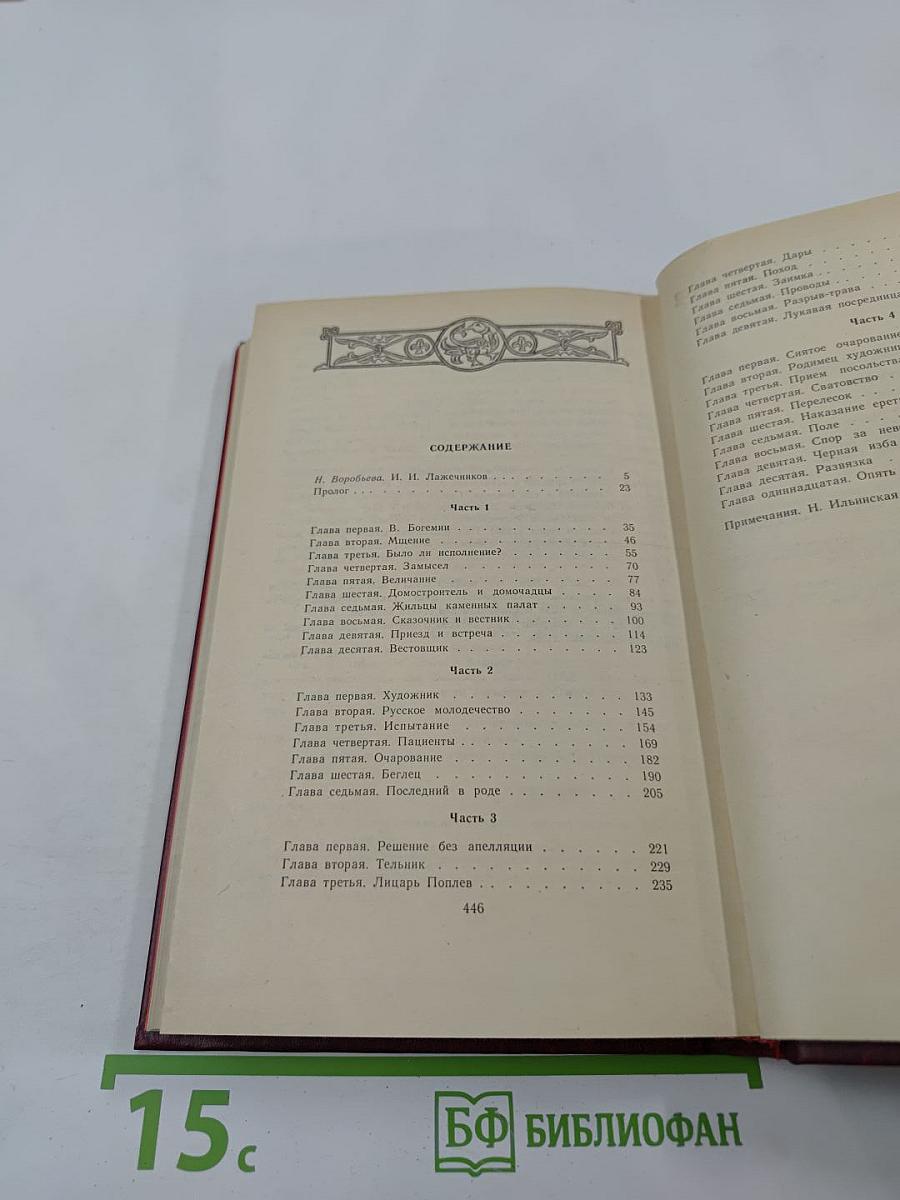 СОДЕРЖАНИЕ
Н. Воробьева. И. И. Лажечников . . . . . . . . 5
Пролог . . . . . . . . . . . . . . . . . . 23
Часть 1
Глава первая. В. Богемии . . . . . . . . . . . 35
Глава вторая. Мщение . . . . . . . . . . . . 46
Глава третья. Было ли исполнение? . . . . . . . 55
Глава четвертая. Замысел . . . . . . . . . . . 70
Глава пятая. Величание . . . . . . . . . . . 77
Глава шестая. Домостроитель и домочадцы . . . . 84
Глава седьмая. Жильцы каменных палат . . . . . 93
Глава восьмая. Сказочник и вестник . . . . . . . 100
Глава девятая. Приезд и встреча . . . . . . . . 114
Глава десятая. Вестовщик . . . . . . . . . . . 123
Часть 2
Глава первая. Художник . . . . . . . . . . . 133
Глава вторая. Русское молодечество . . . . . . . 145
Глава третья. Испытание . . . . . . . . . . . 154
Глава четвертая. Пациенты . . . . . . . . . . . 169
Глава пятая. Очарование . . . . . . . . . . . 182
Глава шестая. Беглец . . . . . . . . . . . . 190
Глава седьмая. Последний в роде . . . . . . . . 205
Часть 3
Глава первая. Решение без апелляции . . . . . . 221
Глава вторая. Тельник . . . . . . . . . . . . 229
Глава третья. Лицарь Поплев . . . . . . . . . . 235
446
Глава четвертая. Дары . . . . .
Глава пятая. Поход . . . . .
Глава шестая. Заимка . . . . .
Глава седьмая. Проводы . . . .
Глава восьмая. Разрыв-трава . . .
Глава девятая. Лукавая посредница
Часть 4
Глава первая. Снятое очарование
Глава вторая. Родимец художник
Глава третья. Прием посольства
Глава четвертая. Сватовство .
Глава пятая. Перелесок . . .
Глава шестая. Наказание ерет
Глава седьмая. Поле . . . .
Глава восьмая. Спор за нев
Глава девятая. Черная изба
Глава десятая. Развязка .
Глава одиннадцатая. Опять
Примечания. Н. Ильинская
15 с
БФ БИБЛИОФАН